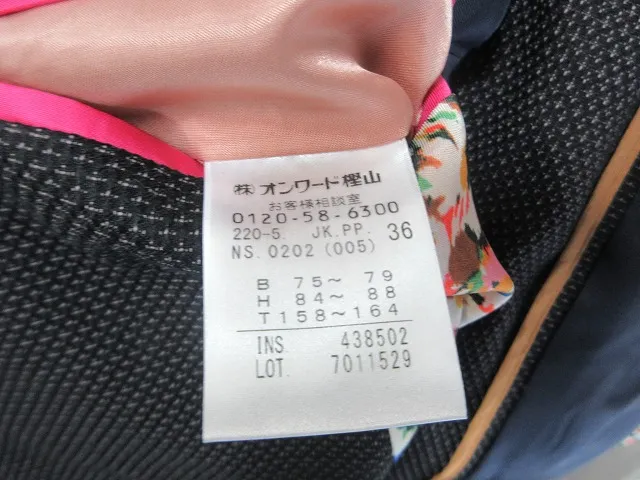 ㈱ オンワード樫山
お客様相談室
0120-58-6300
220-5. JK.PP. 36
NS.0202 (005)
B 75～ 79
H 84～ 88
T 158～164
INS 438502
LOT. 7011529